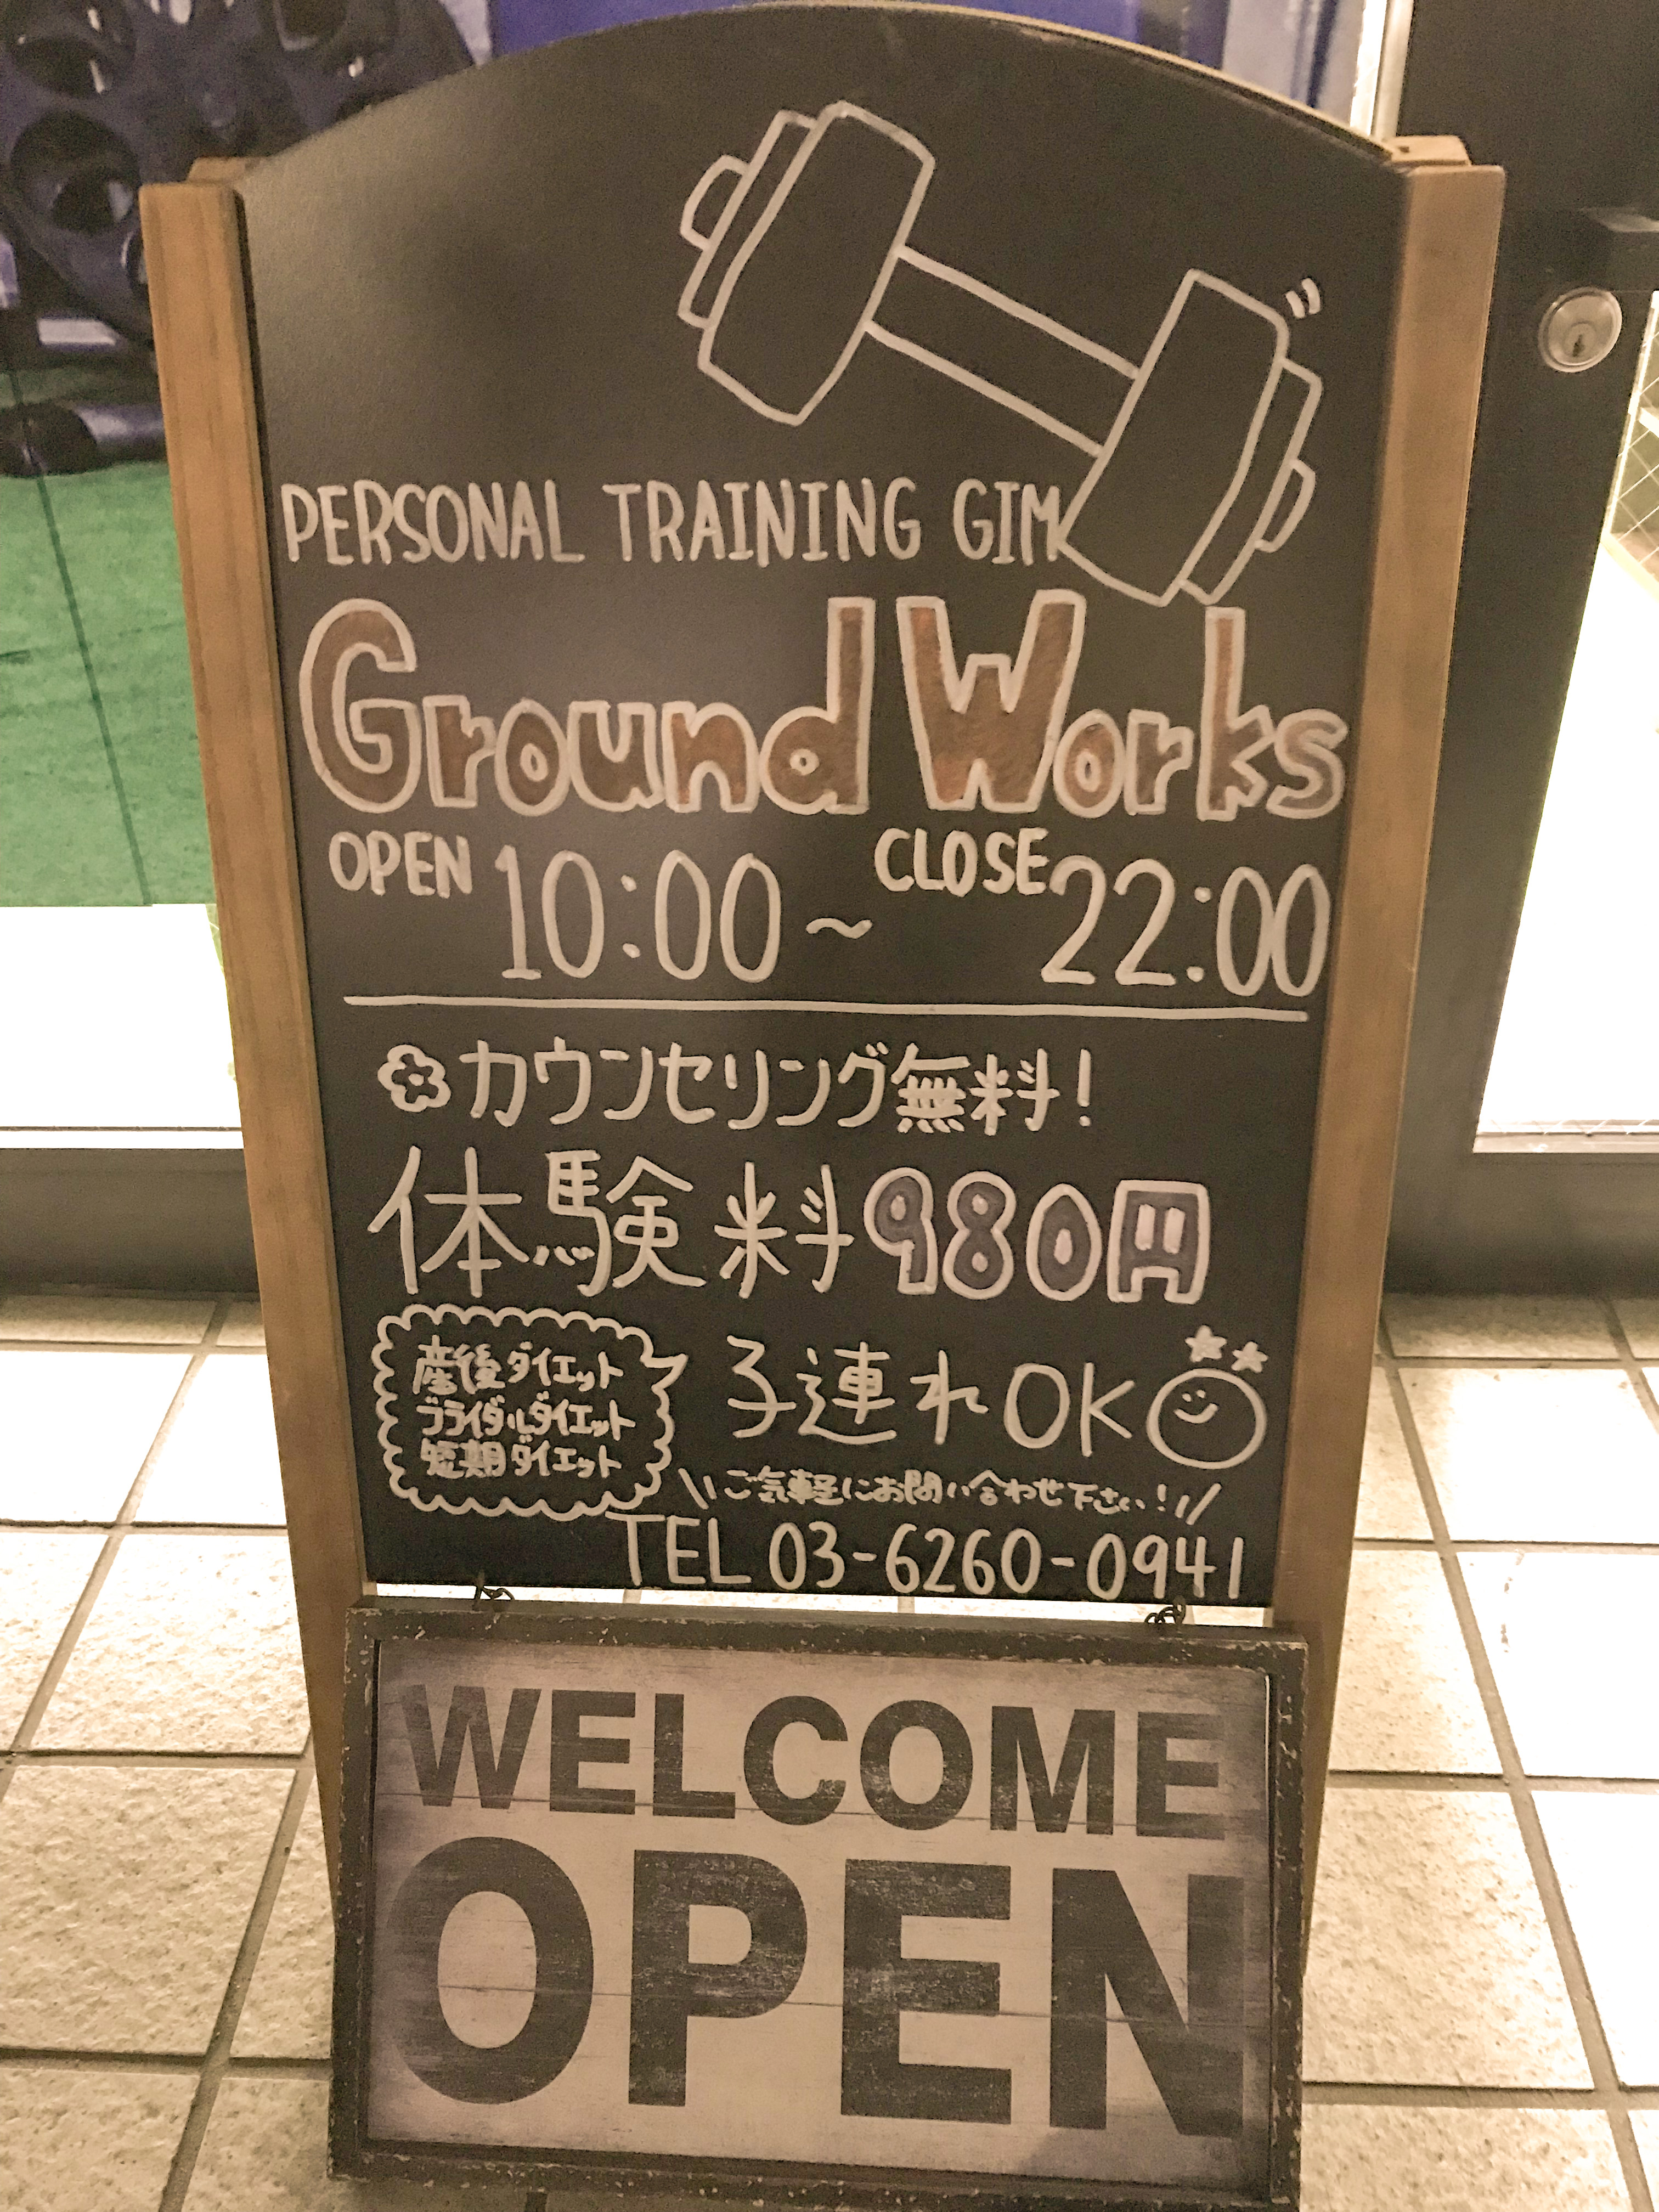 PERSONAL TRAINING GIM
Ground Works
OPEN 10:00 ~ CLOSE 22:00
カウンセリング無料!
体験料980円
産後ダイエット
ブライダルダイエット
短期ダイエット
子連れOK
\\ご気軽にお問い合わせ下さい!//
TEL 03-6260-0941
WELCOME
OPEN